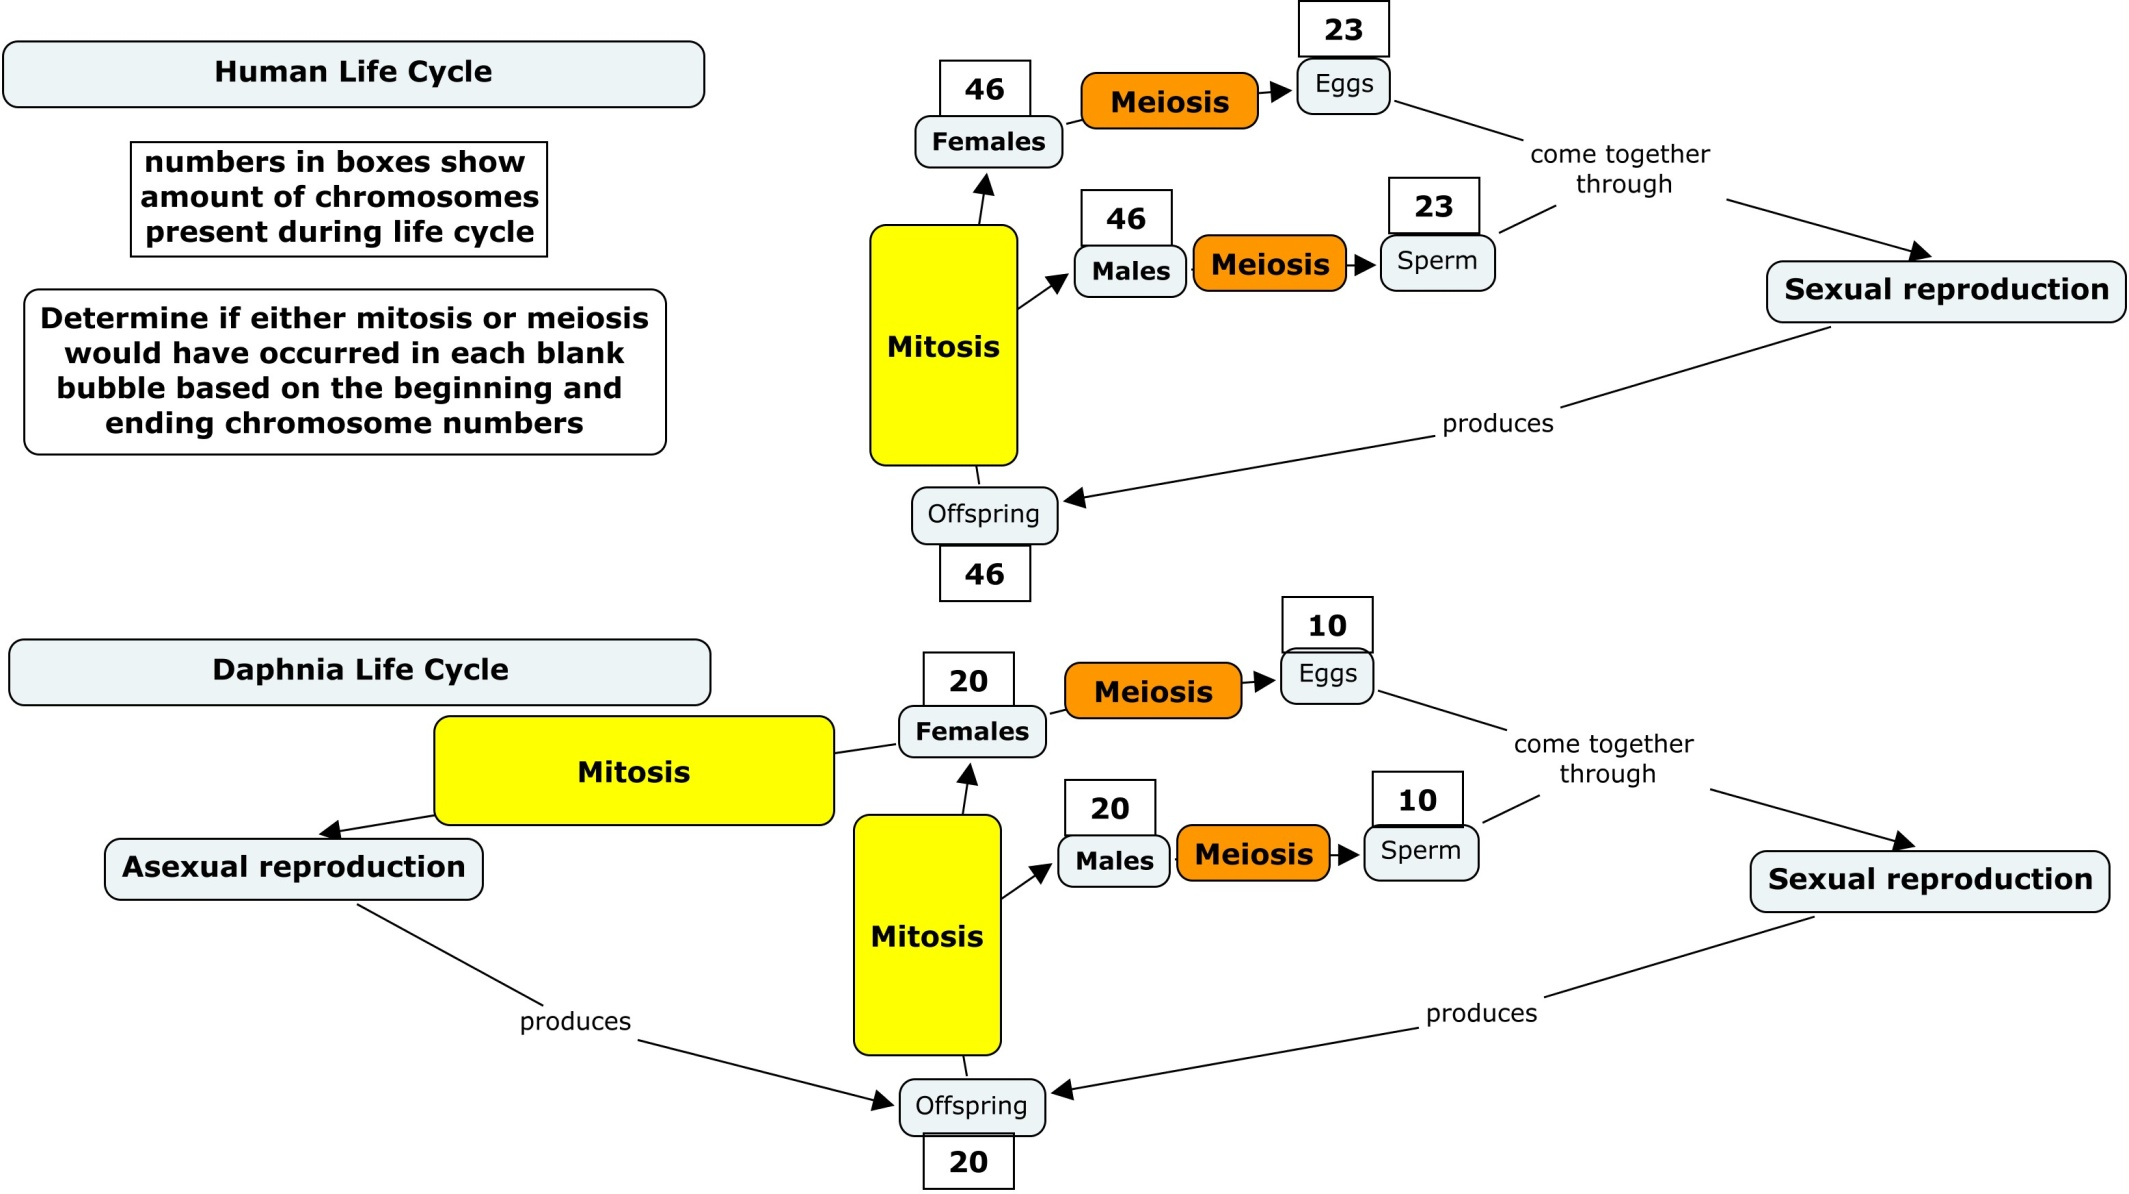 Human Life Cycle
numbers in boxes show
amount of chromosomes
present during life cycle
Determine if either mitosis or meiosis
would have occurred in each blank
bubble based on the beginning and
ending chromosome numbers
23
Eggs
46
Females
Meiosis
come together
through
46
Males
Meiosis
23
Sperm
Sexual reproduction
Mitosis
produces
Offspring
46
Daphnia Life Cycle
10
Eggs
20
Females
Meiosis
come together
through
Mitosis
20
Males
Meiosis
10
Sperm
Asexual reproduction
Sexual reproduction
Mitosis
produces
produces
Offspring
20